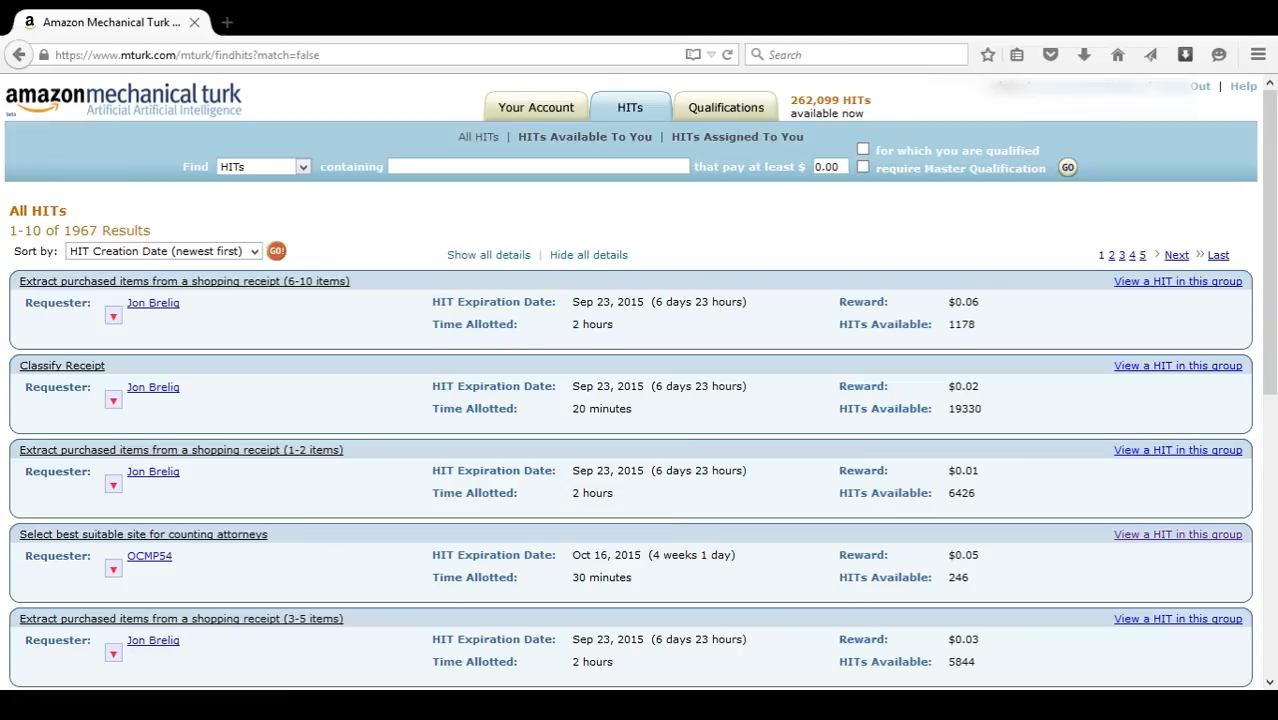 Amazon Mechanical Turk ...
https://www.mturk.com/mturk/findhits?match=false
Search
amazonmechanical turk
beta
Artificial Artificial Intelligence
Your Account
HITs
Qualifications
262,099 HITs
available now
Out | Help
All HITs | HITs Available To You | HITs Assigned To You
Find HITs containing that pay at least $ 0.00
for which you are qualified
require Master Qualification
GO
All HITs
1-10 of 1967 Results
Sort by: HIT Creation Date (newest first) GO!
Show all details | Hide all details
1 2 3 4 5 › Next » Last
Extract purchased items from a shopping receipt (6-10 items) View a HIT in this group
Requester: Jon Brelig HIT Expiration Date: Sep 23, 2015 (6 days 23 hours) Reward: $0.06
Time Allotted: 2 hours HITs Available: 1178
Classify Receipt View a HIT in this group
Requester: Jon Brelig HIT Expiration Date: Sep 23, 2015 (6 days 23 hours) Reward: $0.02
Time Allotted: 20 minutes HITs Available: 19330
Extract purchased items from a shopping receipt (1-2 items) View a HIT in this group
Requester: Jon Brelig HIT Expiration Date: Sep 23, 2015 (6 days 23 hours) Reward: $0.01
Time Allotted: 2 hours HITs Available: 6426
Select best suitable site for counting attorneys View a HIT in this group
Requester: OCMP54 HIT Expiration Date: Oct 16, 2015 (4 weeks 1 day) Reward: $0.05
Time Allotted: 30 minutes HITs Available: 246
Extract purchased items from a shopping receipt (3-5 items) View a HIT in this group
Requester: Jon Brelig HIT Expiration Date: Sep 23, 2015 (6 days 23 hours) Reward: $0.03
Time Allotted: 2 hours HITs Available: 5844